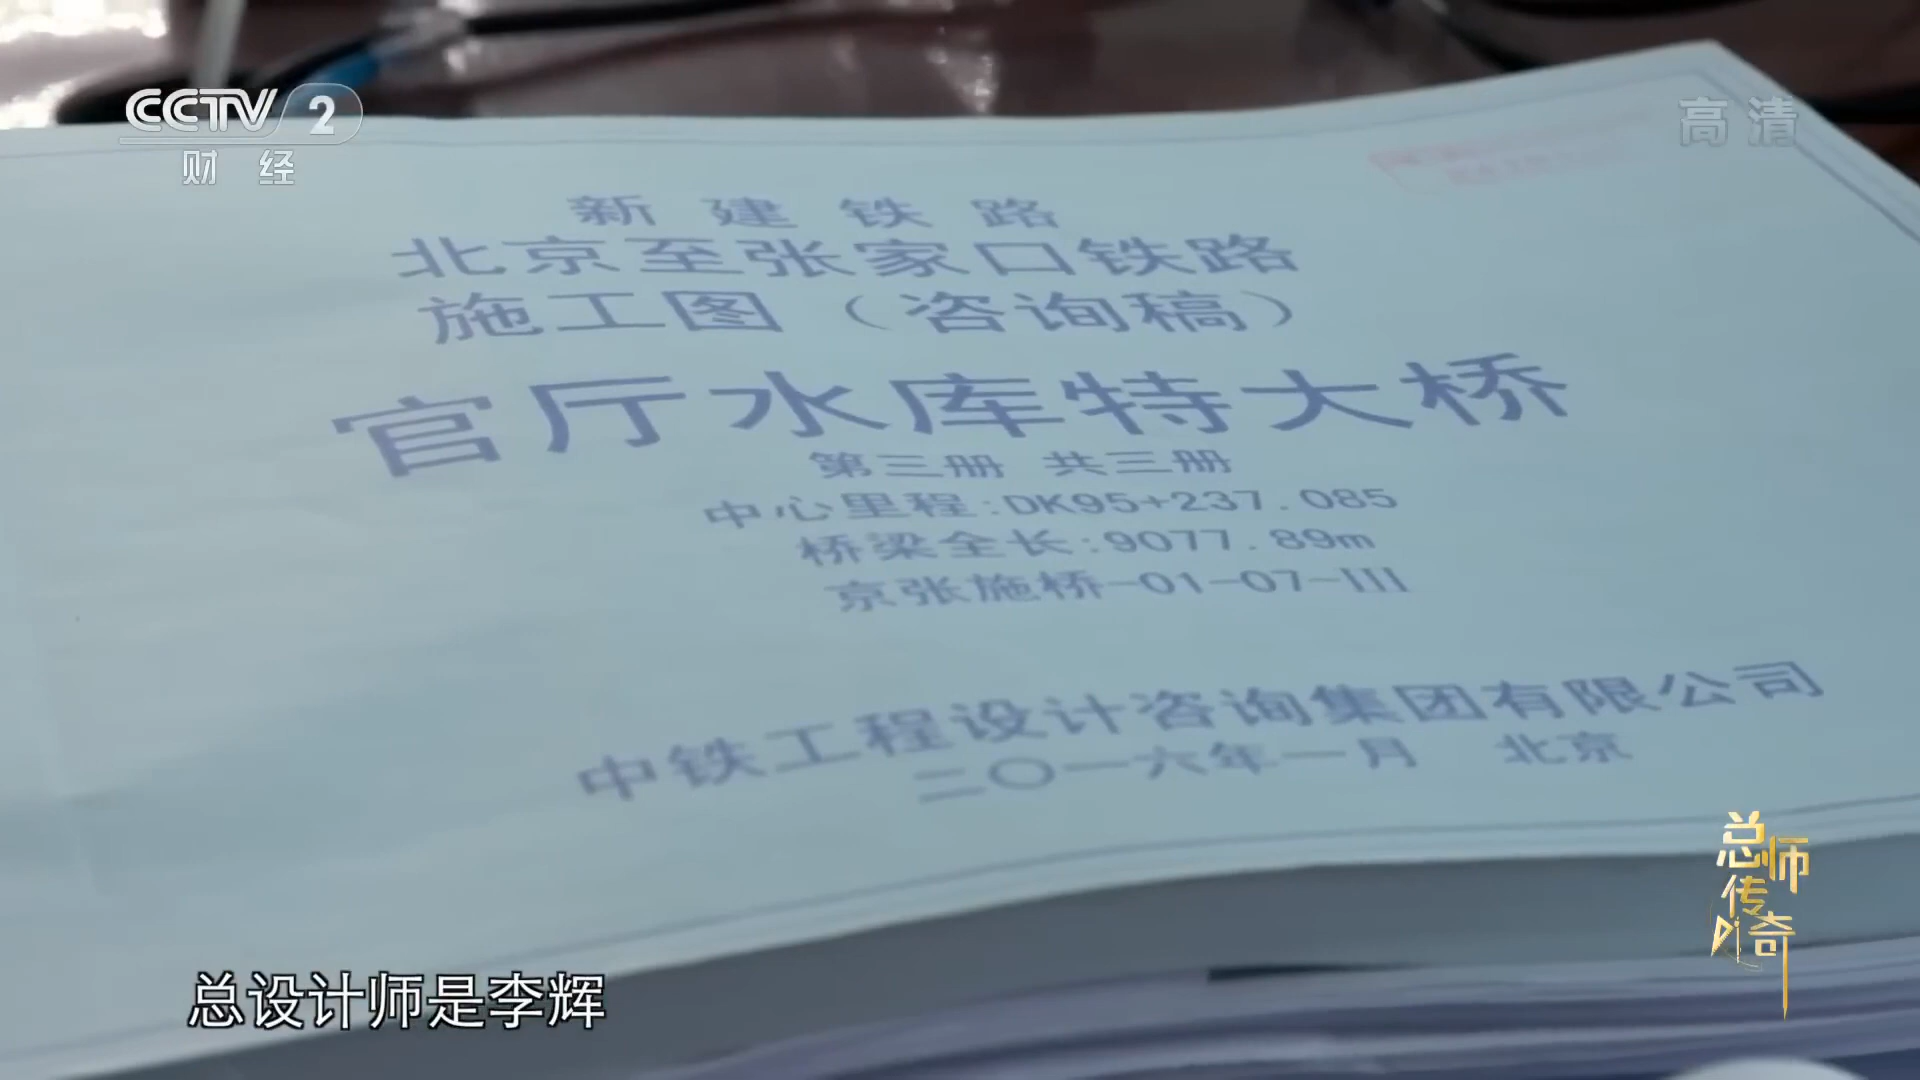 CCTV 2
财经
高清
新建铁路
北京至张家口铁路
施工图（咨询稿）
官厅水库特大桥
第三册 共三册
中心里程:DK95+237.085
桥梁全长:9077.89m
京张施桥-01-07-III
中铁工程设计咨询集团有限公司
二〇一六年一月 北京
总师传奇
总设计师是李辉